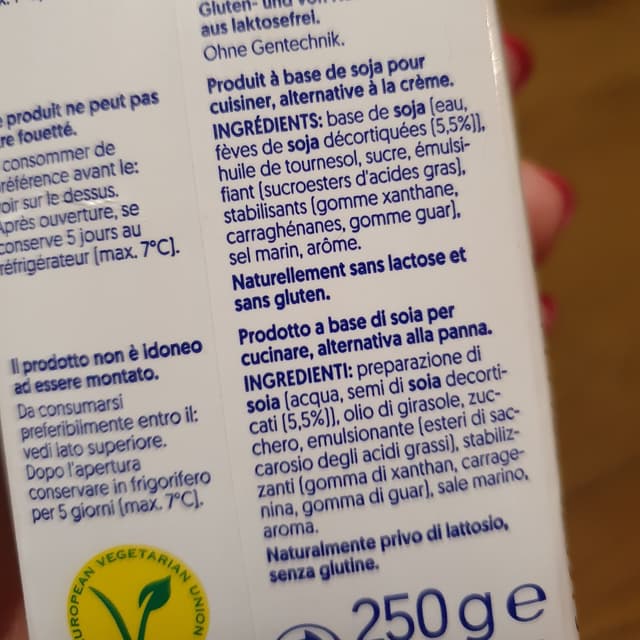 Gluten- und von
aus laktosefrei.
Ohne Gentechnik.
produit ne peut pas
re fouetté.
consommer de
référence avant le:
oir sur le dessus.
Après ouverture, se
conserve 5 jours au
réfrigérateur (max. 7°C).
Produit à base de soja pour
cuisiner, alternative à la crème.
INGRÉDIENTS: base de soja (eau,
fèves de soja décortiquées (5,5%)),
huile de tournesol, sucre, émulsi-
fiant (sucroesters d'acides gras),
stabilisants (gomme xanthane,
carraghénanes, gomme guar),
sel marin, arôme.
Naturellement sans lactose et
sans gluten.
Il prodotto non è idoneo
ad essere montato.
Da consumarsi
preferibilmente entro il:
vedi lato superiore.
Dopo l'apertura
conservare in frigorifero
per 5 giorni (max. 7°C).
Prodotto a base di soia per
cucinare, alternativa alla panna.
INGREDIENTI: preparazione di
soia (acqua, semi di soia decorti-
cati (5,5%)), olio di girasole, zuc-
chero, emulsionante (esteri di sac-
carosio degli acidi grassi), stabiliz-
zanti (gomma di xanthan, carrage-
nina, gomma di guar), sale marino,
aroma.
Naturalmente privo di lattosio,
senza glutine.
EUROPEAN VEGETARIAN UNION
250 g e